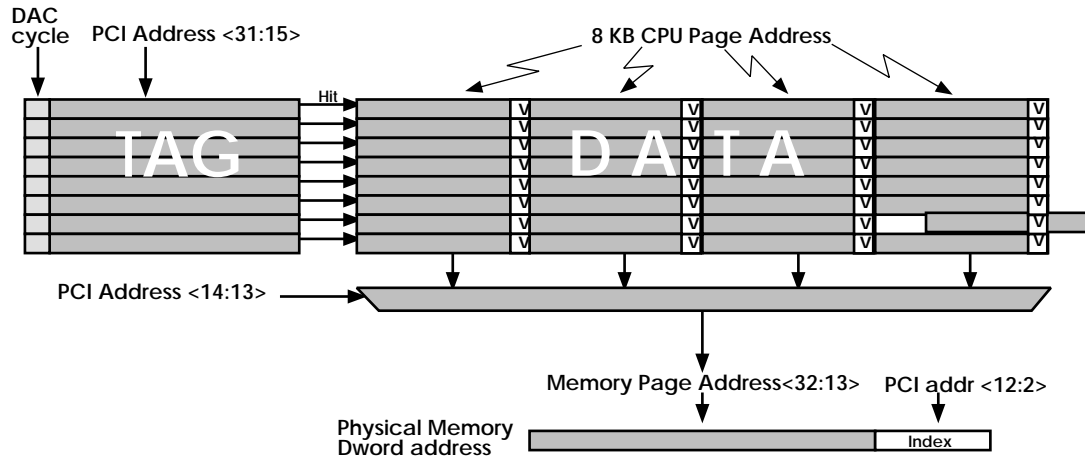 DAC
cycle
PCI Address <31:15>
8 KB CPU Page Address
Hit
TAG
DATA
V V V V
V V V V
V V V V
V V V V
V V V V
V V V V
V V V V
V V V V
PCI Address <14:13>
Memory Page Address<32:13>
PCI addr <12:2>
Physical Memory
Dword address
Index